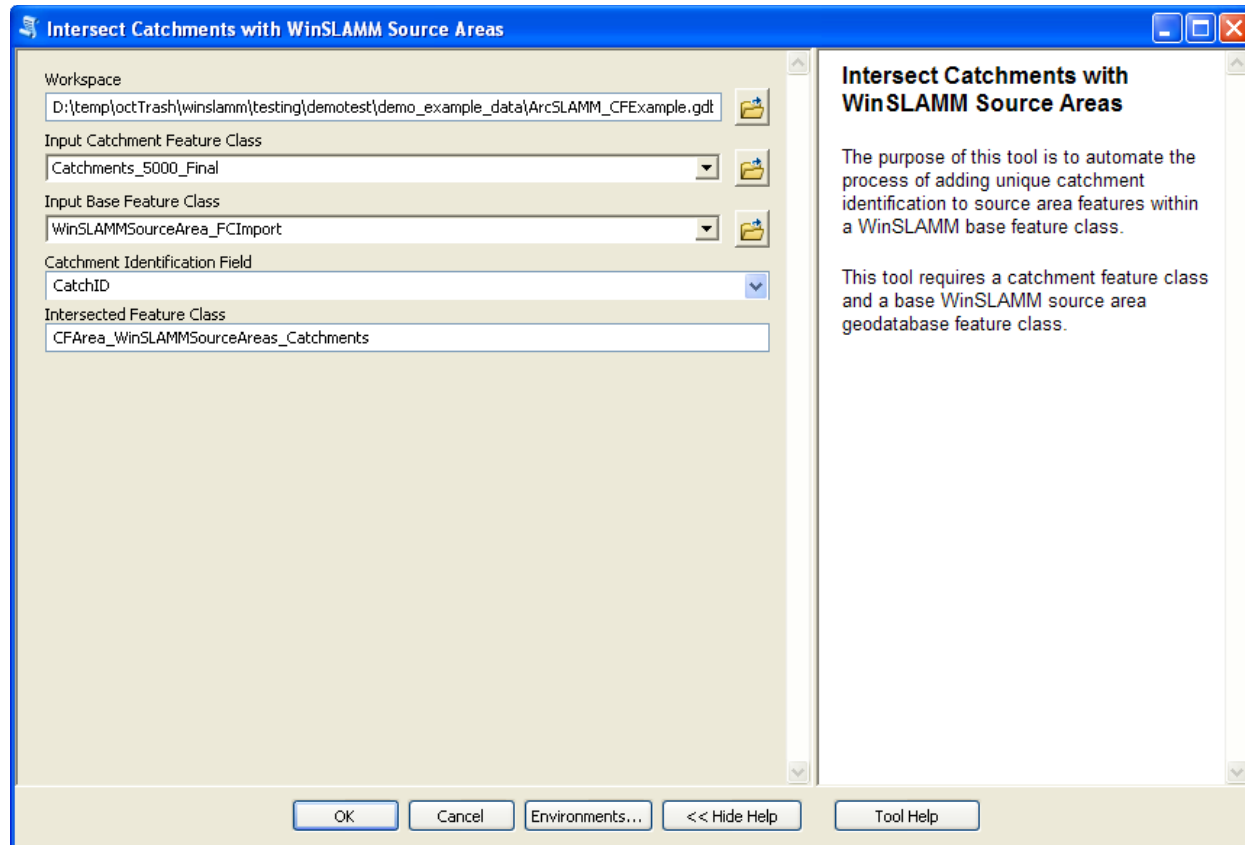 Intersect Catchments with WinSLAMM Source Areas
Workspace
D:\temp\octTrash\winslamm\testing\demotest\demo_example_data\ArcSLAMM_CFExample.gdb
Input Catchment Feature Class
Catchments_5000_Final
Input Base Feature Class
WinSLAMMSourceArea_FCImport
Catchment Identification Field
CatchID
Intersected Feature Class
CFArea_WinSLAMMSourceAreas_Catchments
Intersect Catchments with
WinSLAMM Source Areas
The purpose of this tool is to automate the
process of adding unique catchment
identification to source area features within
a WinSLAMM base feature class.
This tool requires a catchment feature class
and a base WinSLAMM source area
geodatabase feature class.
OK
Cancel
Environments...
<< Hide Help
Tool Help